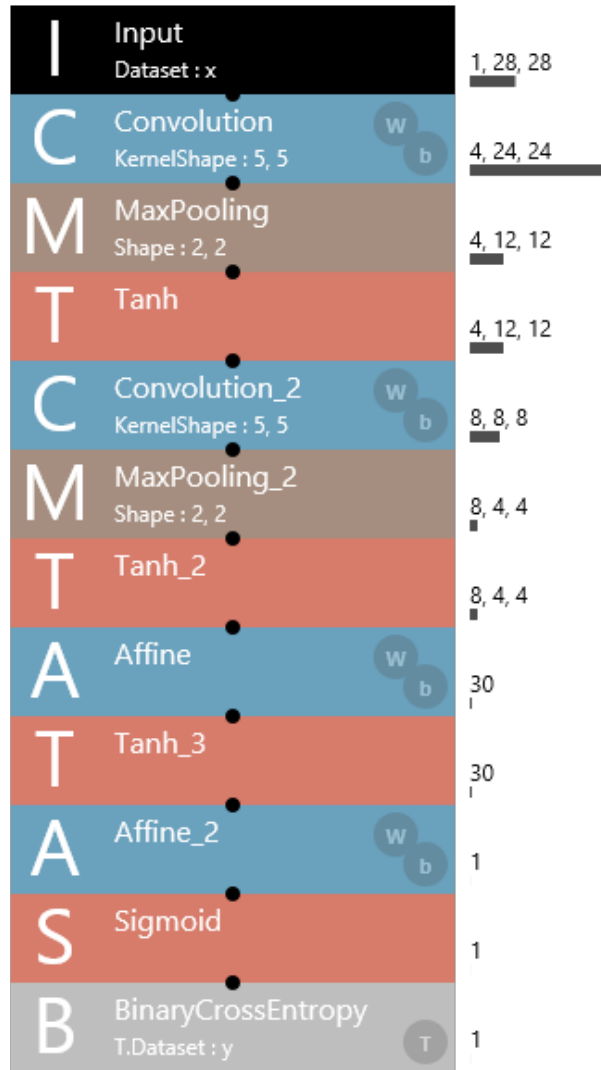 I
Input
Dataset : x
1, 28, 28
C
Convolution
KernelShape : 5, 5
W
b
4, 24, 24
M
MaxPooling
Shape : 2, 2
4, 12, 12
T
Tanh
4, 12, 12
C
Convolution_2
KernelShape : 5, 5
W
b
8, 8, 8
M
MaxPooling_2
Shape : 2, 2
8, 4, 4
T
Tanh_2
8, 4, 4
A
Affine
W
b
30
T
Tanh_3
30
A
Affine_2
W
b
1
S
Sigmoid
1
B
BinaryCrossEntropy
T.Dataset : y
T
1